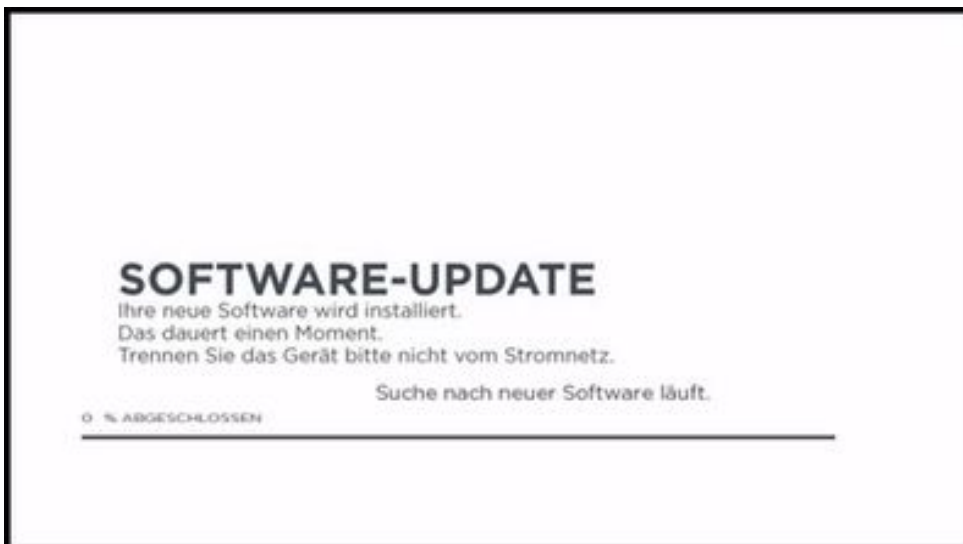 SOFTWARE-UPDATE
Ihre neue Software wird installiert.
Das dauert einen Moment.
Trennen Sie das Gerät bitte nicht vom Stromnetz.
Suche nach neuer Software läuft.
0 % ABGESCHLOSSEN